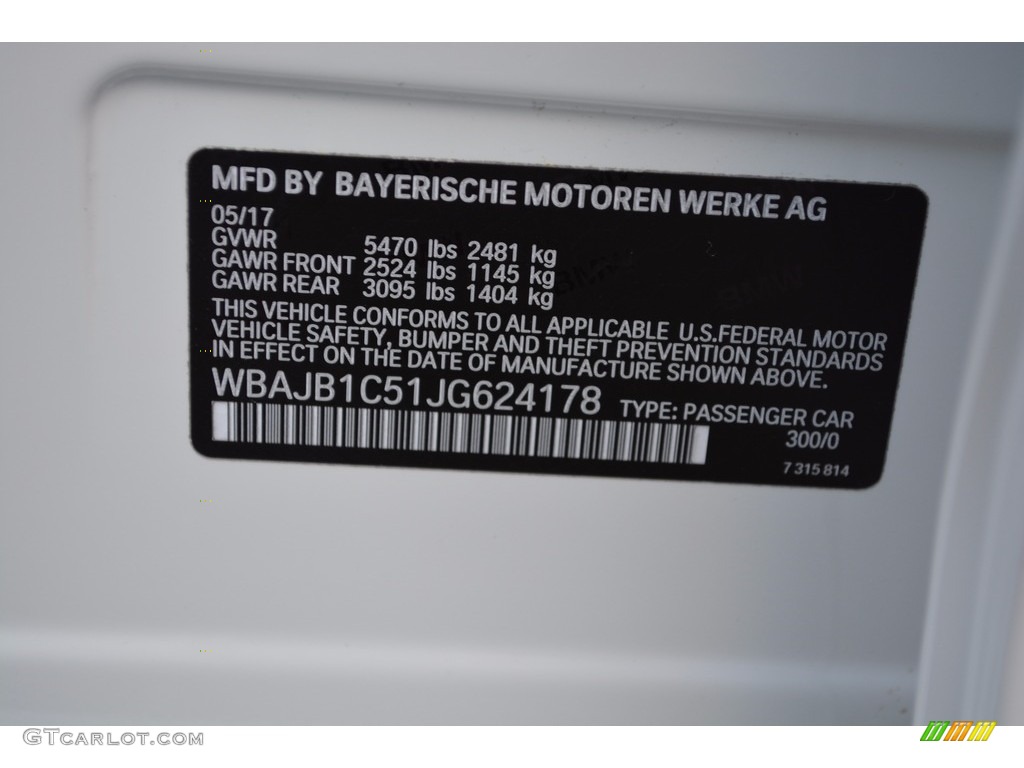 MFD BY BAYERISCHE MOTOREN WERKE AG
05/17
GVWR 5470 lbs 2481 kg
GAWR FRONT 2524 lbs 1145 kg
GAWR REAR 3095 lbs 1404 kg
THIS VEHICLE CONFORMS TO ALL APPLICABLE U.S.FEDERAL MOTOR
VEHICLE SAFETY, BUMPER AND THEFT PREVENTION STANDARDS
IN EFFECT ON THE DATE OF MANUFACTURE SHOWN ABOVE.
WBAJB1C51JG624178 TYPE: PASSENGER CAR
300/0
7 315 814
GTCARLOT.COM